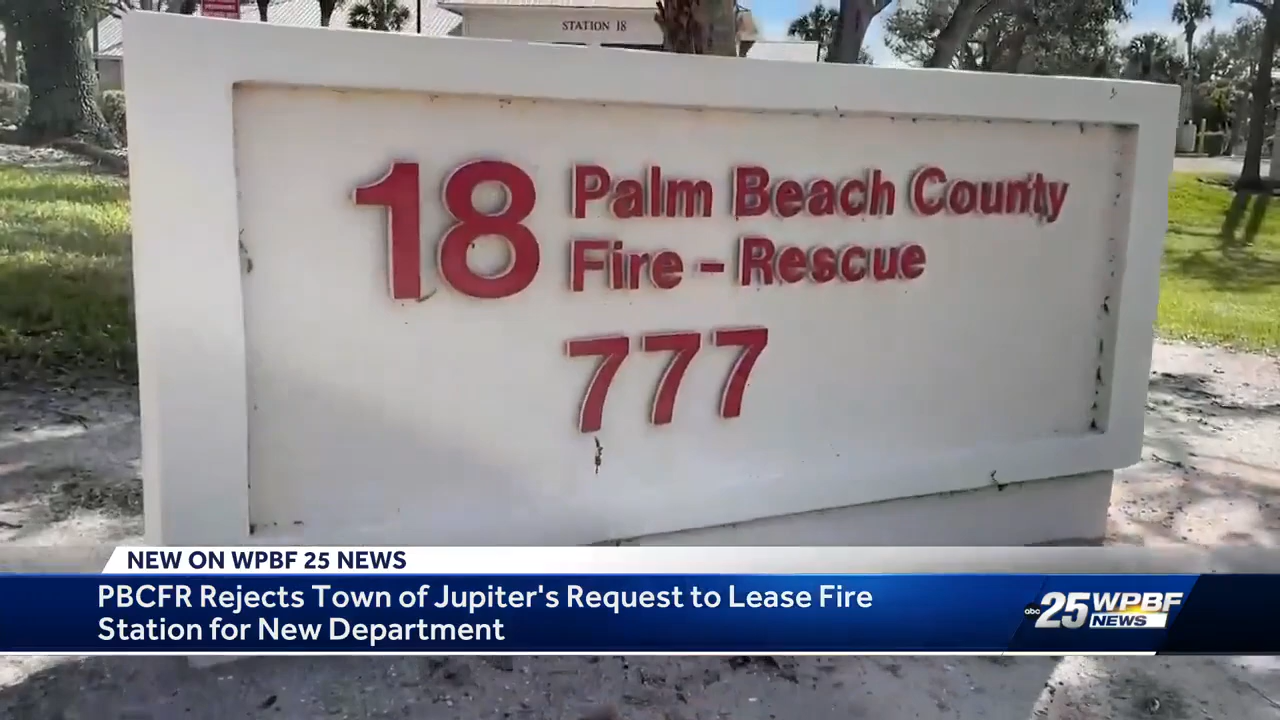 STATION 18
18 Palm Beach County
Fire - Rescue
777
NEW ON WPBF 25 NEWS
PBCFR Rejects Town of Jupiter's Request to Lease Fire
Station for New Department
abc 25 WPBF
NEWS